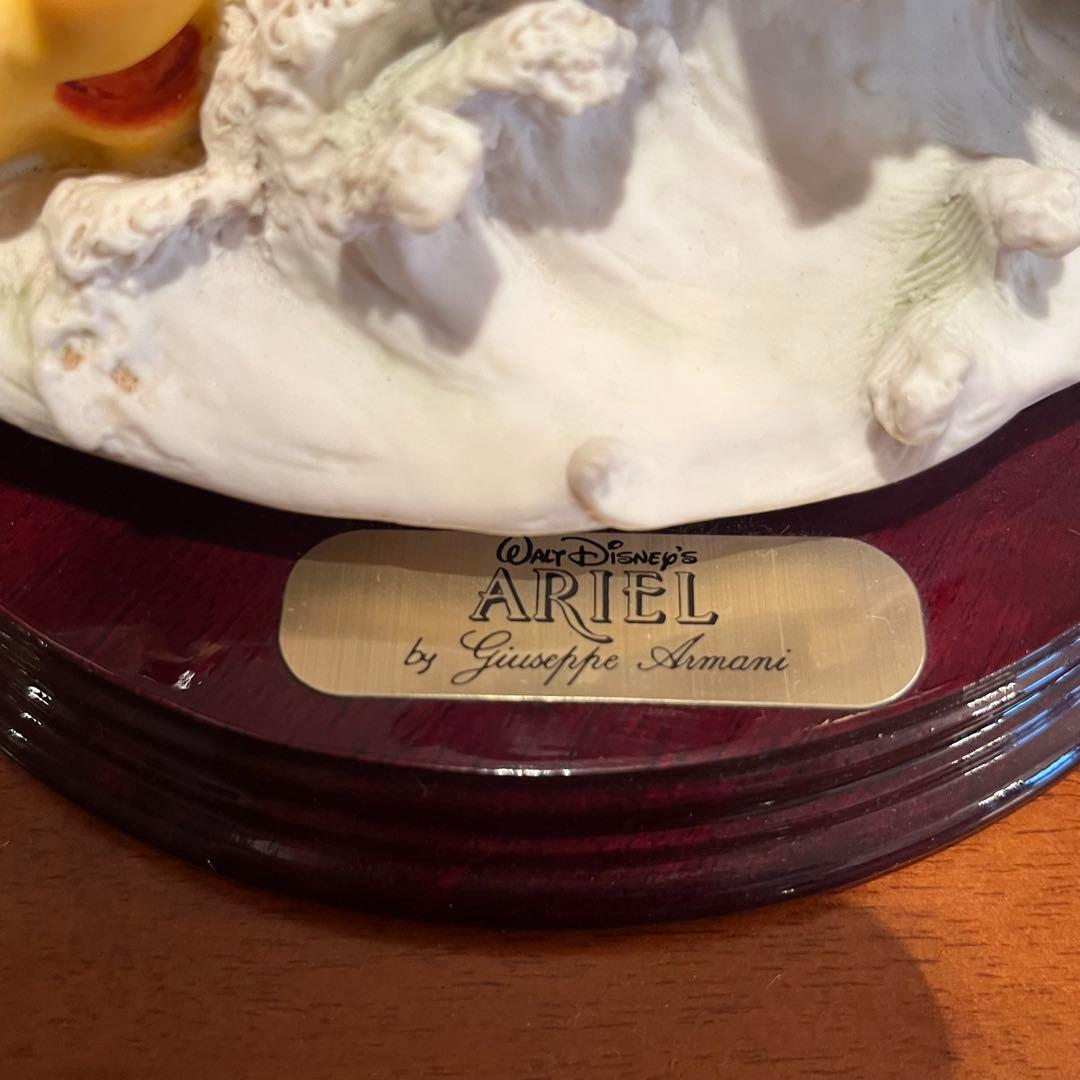 Walt Disney's
ARIEL
by Giuseppe Armani